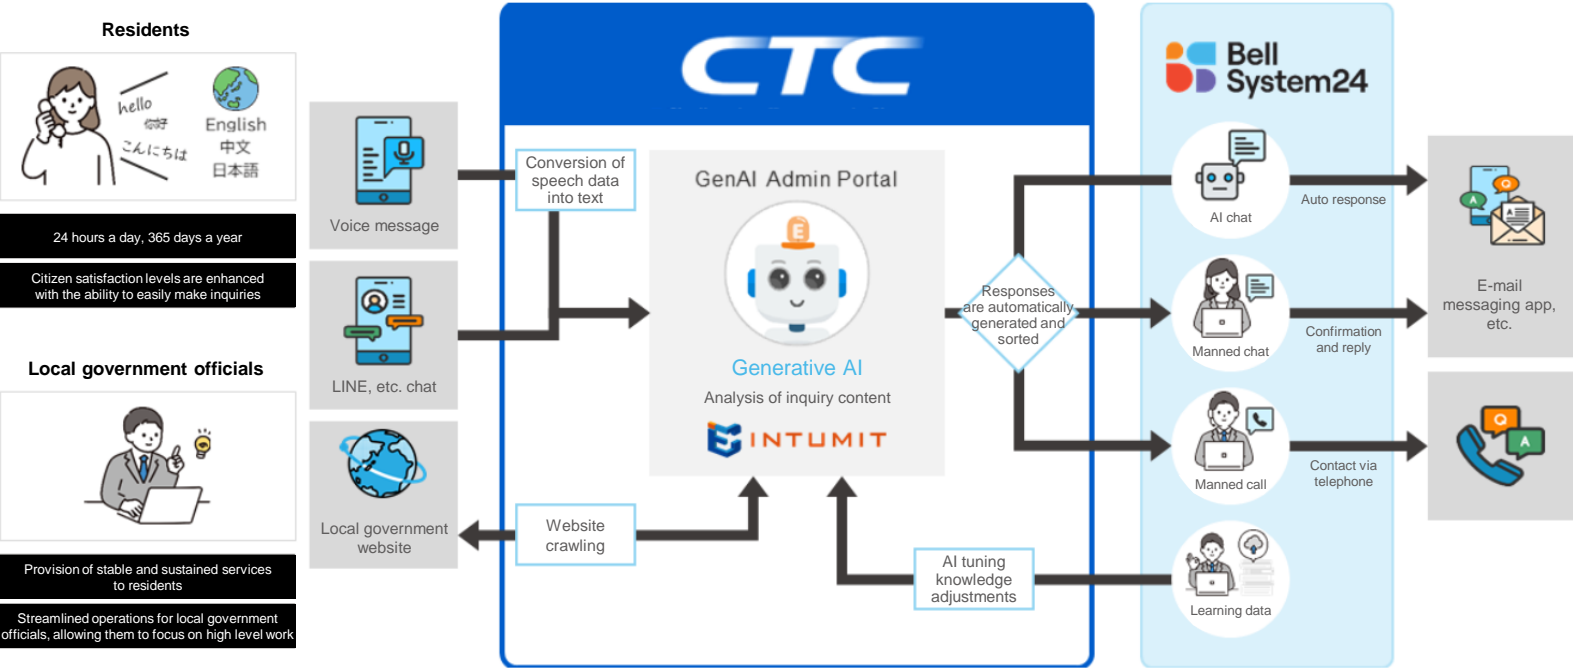 Residents
hello
你好
こんにちは
English
中文
日本語
24 hours a day, 365 days a year
Citizen satisfaction levels are enhanced
with the ability to easily make inquiries
Local government officials
Provision of stable and sustained services
to residents
Streamlined operations for local government
officials, allowing them to focus on high level work
Voice message
LINE, etc. chat
Local government
website
CTC
Conversion of
speech data
into text
Website
crawling
GenAI Admin Portal
E
Generative AI
Analysis of inquiry content
INTUMIT
Responses
are automatically
generated and
sorted
AI tuning
knowledge
adjustments
Bell
System24
AI chat
Manned chat
Manned call
Learning data
Auto response
Confirmation
and reply
Contact via
telephone
Q
A
A
E-mail
messaging app,
etc.
Q
A